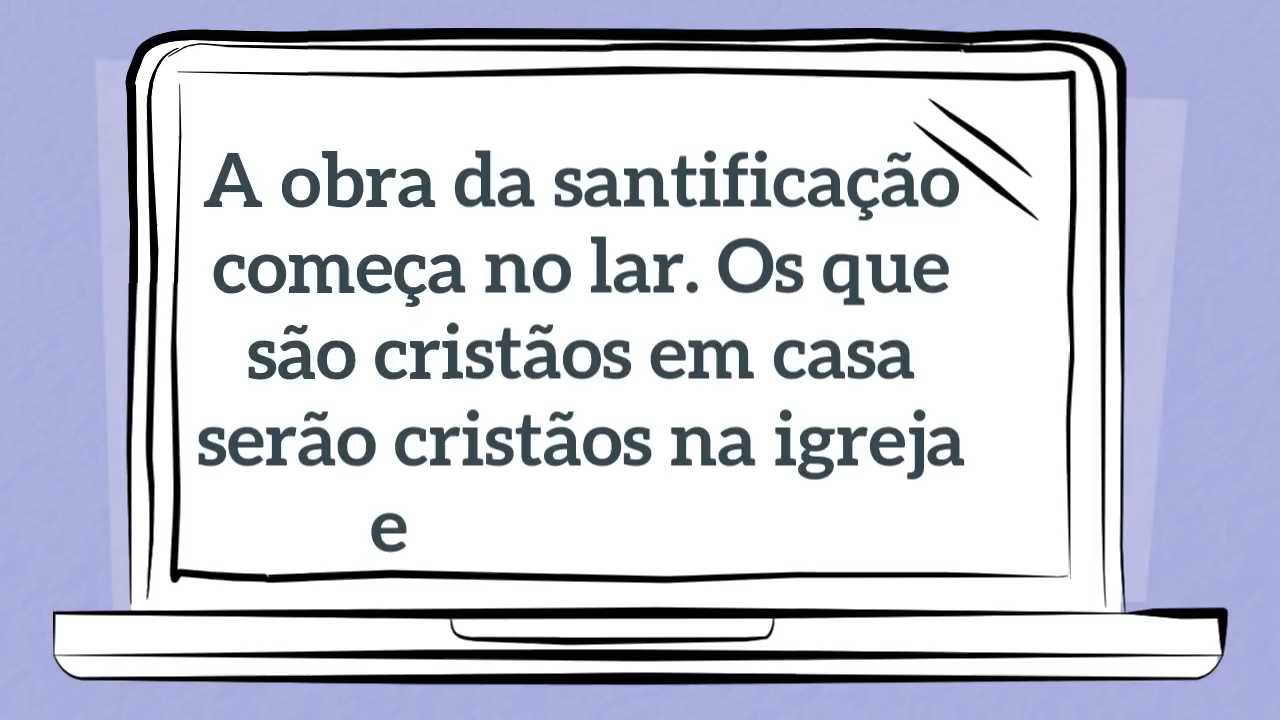 A obra da santificação
começa no lar. Os que
são cristãos em casa
serão cristãos na igreja
e